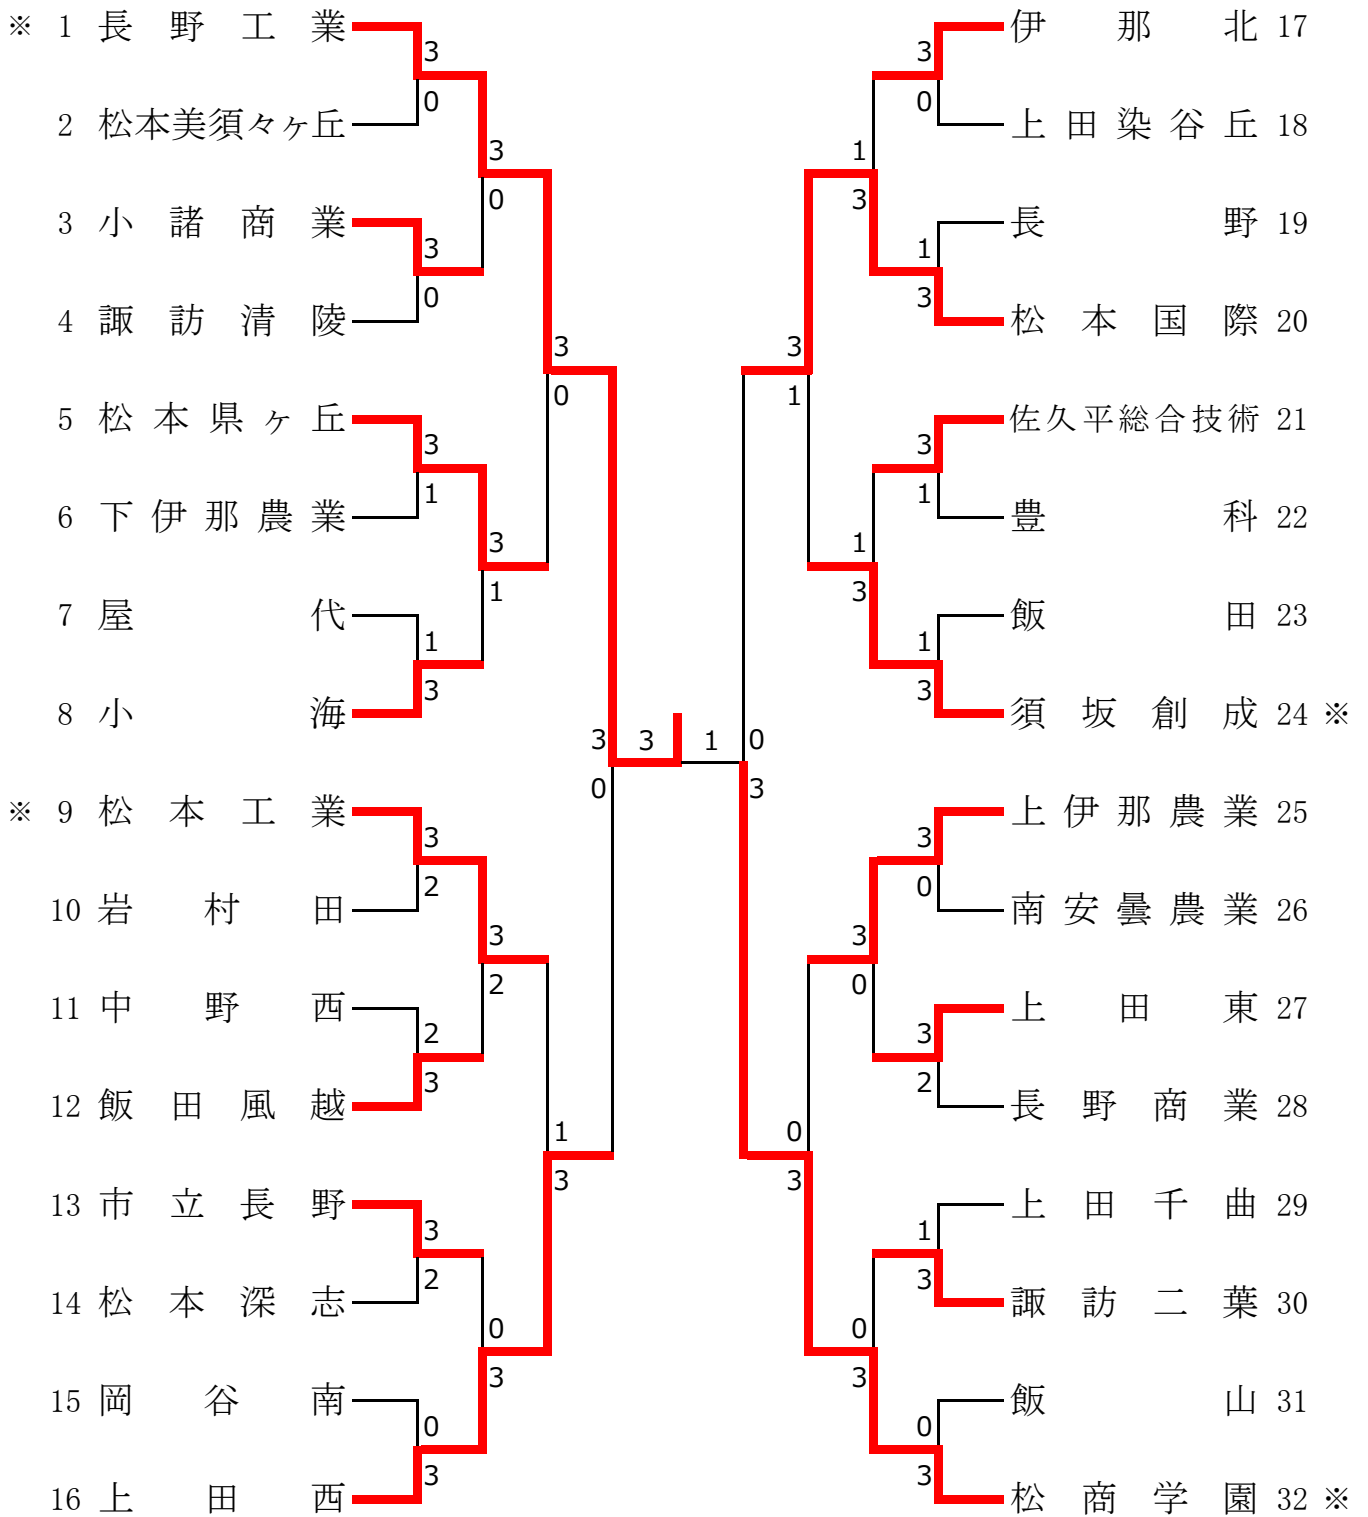 ※ 1 長野工業
2 松本美須々ヶ丘
3 小諸商業
4 諏訪清陵
5 松本県ヶ丘
6 下伊那農業
7 屋代
8 小海
※ 9 松本工業
10 岩村田
11 中野西
12 飯田風越
13 市立長野
14 松本深志
15 岡谷南
16 上田西
3
0
3
0
3
1
1
3
3
2
2
3
3
2
0
3
3
0
3
1
3
2
0
3
3
0
1
3
3
0
3 1
0
3
3
1
0
3
1
3
1
3
3
0
0
3
3
0
1
3
3
1
1
3
3
0
3
2
1
3
0
3
伊那北 17
上田染谷丘 18
長野 19
松本国際 20
佐久平総合技術 21
豊科 22
飯田 23
須坂創成 24 ※
上伊那農業 25
南安曇農業 26
上田東 27
長野商業 28
上田千曲 29
諏訪二葉 30
飯山 31
松商学園 32 ※